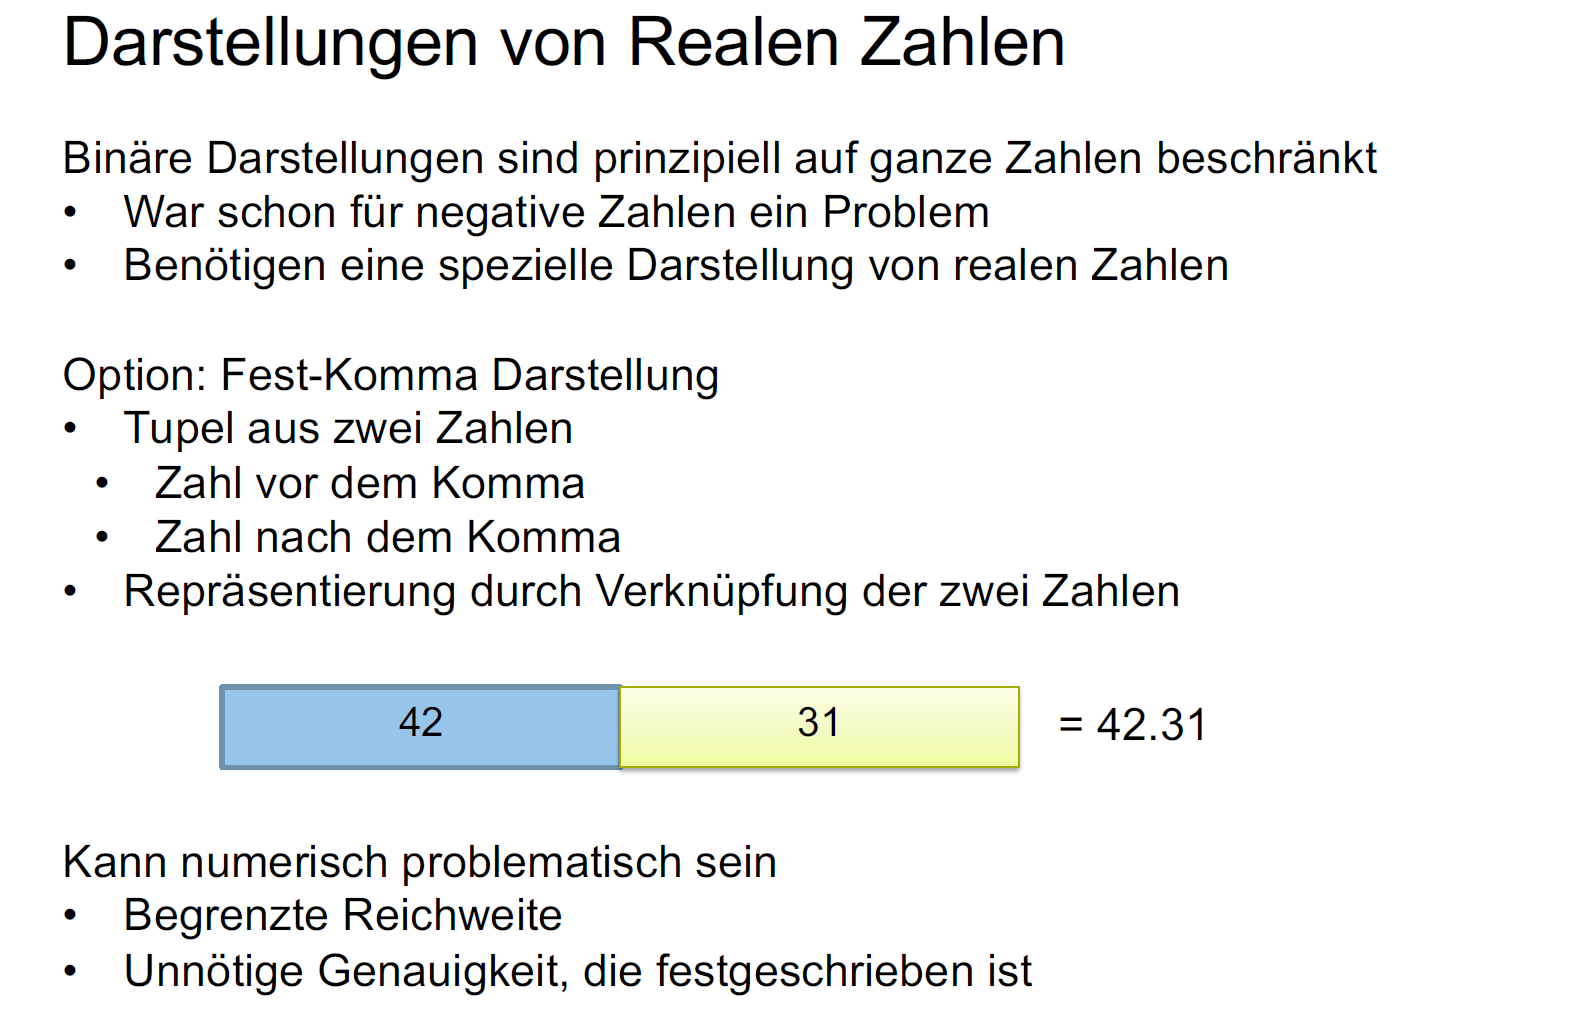 Darstellungen von Realen Zahlen
Binäre Darstellungen sind prinzipiell auf ganze Zahlen beschränkt
• War schon für negative Zahlen ein Problem
• Benötigen eine spezielle Darstellung von realen Zahlen
Option: Fest-Komma Darstellung
• Tupel aus zwei Zahlen
• Zahl vor dem Komma
• Zahl nach dem Komma
• Repräsentierung durch Verknüpfung der zwei Zahlen
42 31 = 42.31
Kann numerisch problematisch sein
• Begrenzte Reichweite
• Unnötige Genauigkeit, die festgeschrieben ist